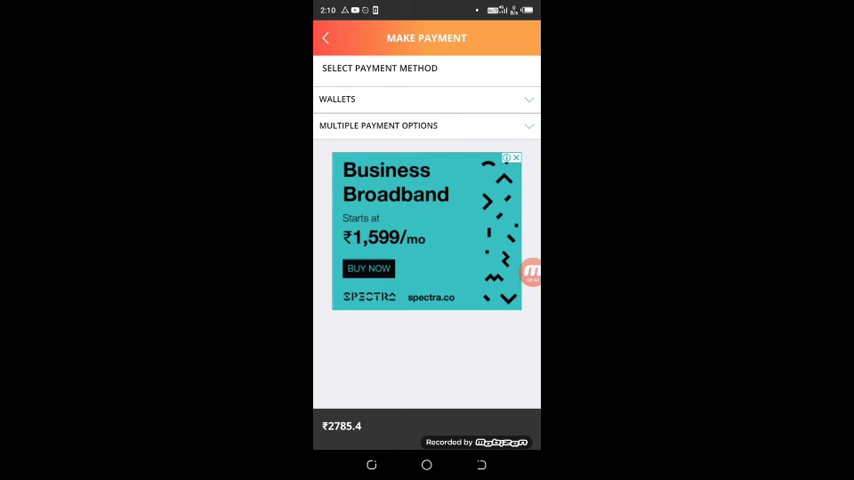 2:10
MAKE PAYMENT
SELECT PAYMENT METHOD
WALLETS
MULTIPLE PAYMENT OPTIONS
Business
Broadband
Starts at
₹1,599/mo
BUY NOW
SPECTRA spectra.co
₹2785.4
Recorded by mobizen